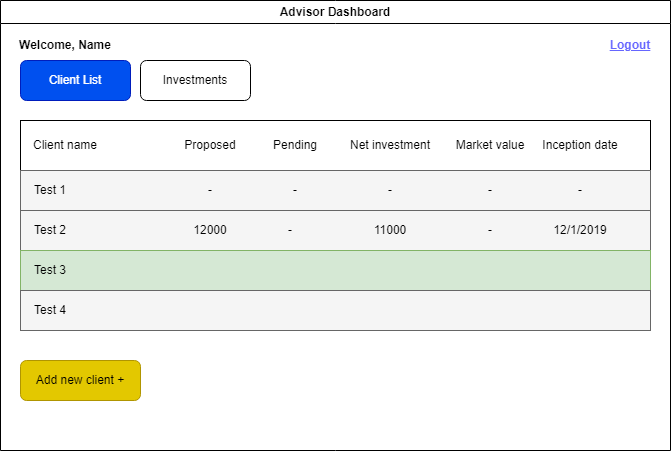 Advisor Dashboard
Welcome, Name Logout
Client List Investments
Client name Proposed Pending Net investment Market value Inception date
Test 1 - - - - -
Test 2 12000 - 11000 - 12/1/2019
Test 3
Test 4
Add new client +